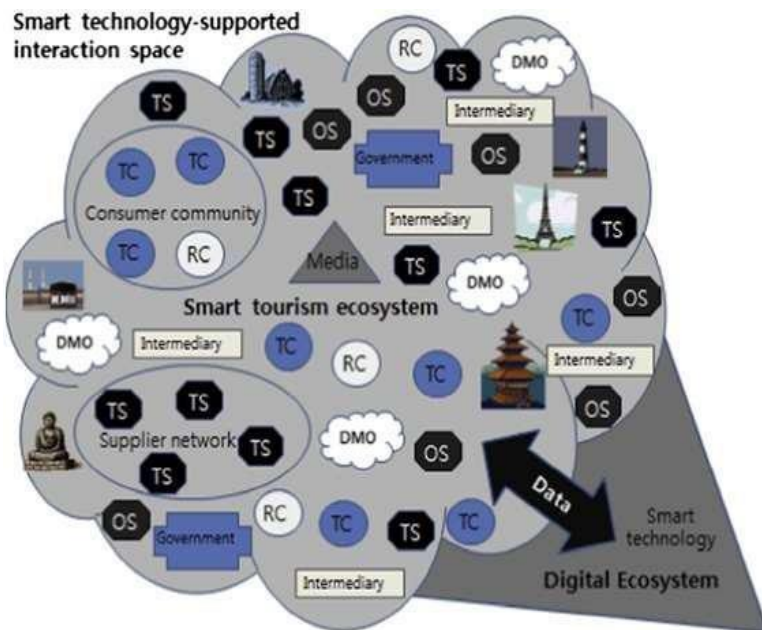 Smart technology-supported
interaction space
RC
TS
DMO
TS
OS
Intermediary
TS
OS
Government
OS
TC
TC
TS
Consumer community
Intermediary
TS
TC
RC
Media
TS
DMO
OS
Smart tourism ecosystem
TC
DMO
Intermediary
TC
RC
TC
Intermediary
TS
TS
OS
Supplier network
TS
DMO
OS
TS
Data
OS
RC
TC
TS
TC
Smart
technology
Government
Digital Ecosystem
Intermediary